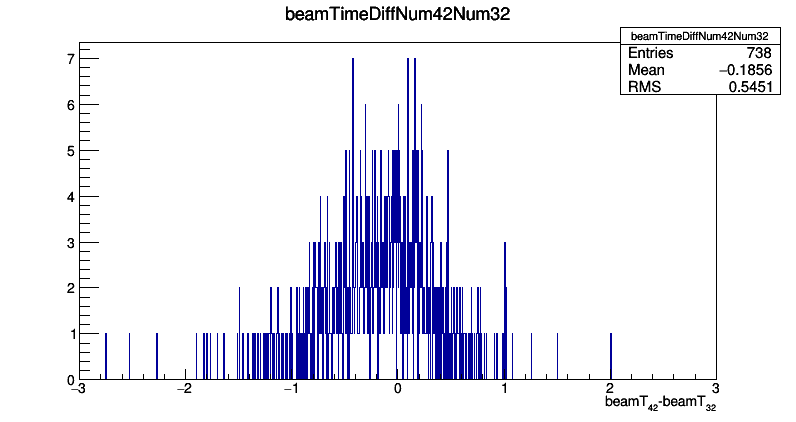 beamTimeDiffNum42Num32
beamTimeDiffNum42Num32
Entries 738
Mean −0.1856
RMS 0.5451
7
6
5
4
3
2
1
0
−3 −2 −1 0 1 2 3
beamT42-beamT32